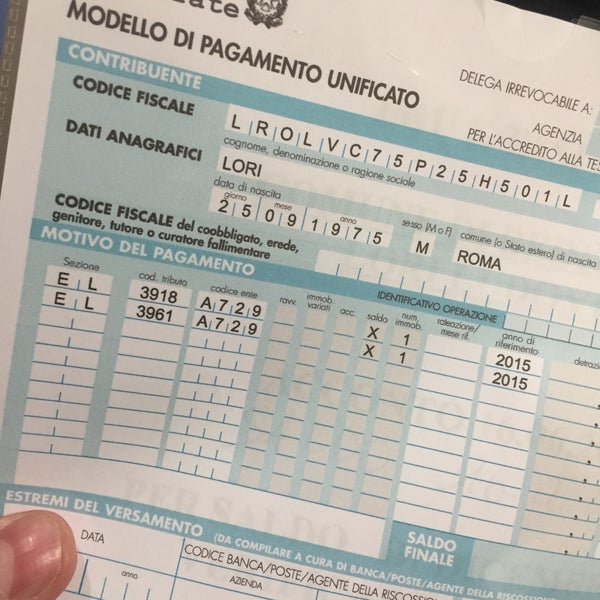 ate
MODELLO DI PAGAMENTO UNIFICATO
DELEGA IRREVOCABILE A:
AGENZIA
PER L'ACCREDITO ALLA TES
CONTRIBUENTE
CODICE FISCALE
L R O L V C 7 5 P 2 5 H 5 0 1 L
cognome, denominazione o ragione sociale
DATI ANAGRAFICI
LORI
data di nascita
giorno mese anno
sesso (M o F)
comune (o Stato estero) di nascita
2 5 0 9 1 9 7 5 M ROMA
CODICE FISCALE del coobbligato, erede,
genitore, tutore o curatore fallimentare
MOTIVO DEL PAGAMENTO
IDENTIFICATIVO OPERAZIONE
Sezione cod. tributo codice ente ravv. immob. variati acc. saldo num. immob. rateazione/ mese rif. anno di riferimento detrazi
E L 3918 A 7 2 9 X 1 2015
E L 3961 A 7 2 9 X 1 2015
ESTREMI DEL VERSAMENTO (DA COMPILARE A CURA DI BANCA/POSTE/AGENTE DELLA RISCOSSION
SALDO
FINALE
DATA
CODICE BANCA/POSTE/AGENTE DELLA RISCOSS
anno
AZIENDA